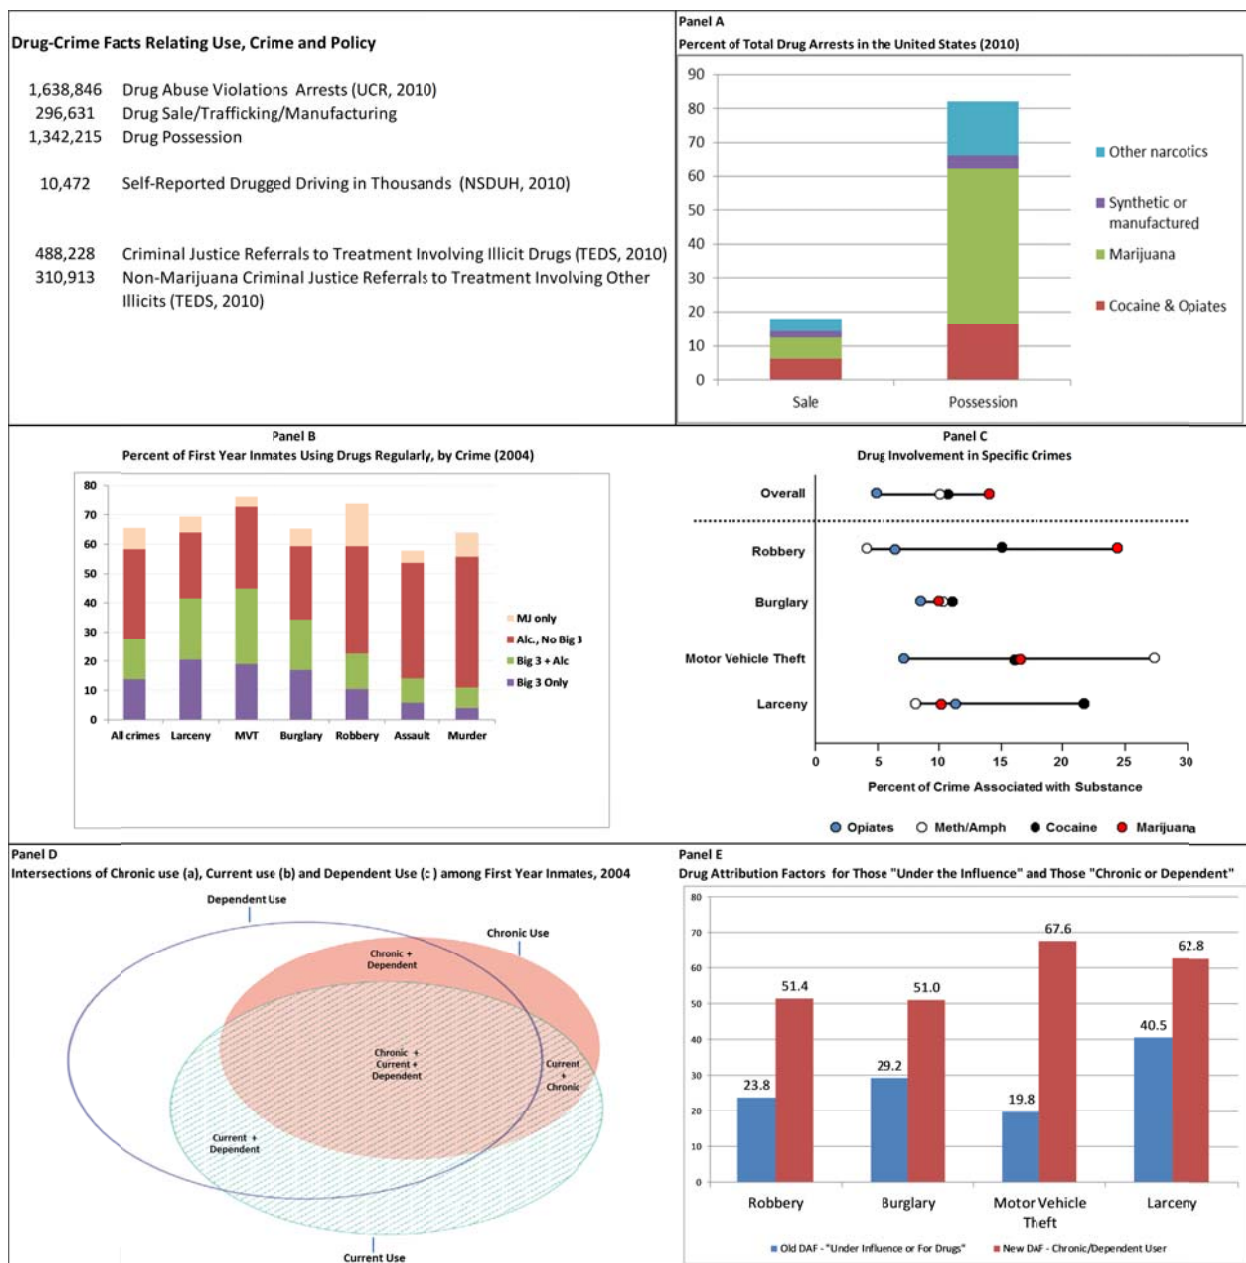 Drug-Crime Facts Relating Use, Crime and Policy
1,638,846 Drug Abuse Violations Arrests (UCR, 2010)
296,631 Drug Sale/Trafficking/Manufacturing
1,342,215 Drug Possession
10,472 Self-Reported Drugged Driving in Thousands (NSDUH, 2010)
488,228 Criminal Justice Referrals to Treatment Involving Illicit Drugs (TEDS, 2010)
310,913 Non-Marijuana Criminal Justice Referrals to Treatment Involving Other
Illicits (TEDS, 2010)
Panel A
Percent of Total Drug Arrests in the United States (2010)
90
80
70
60
50
40
30
20
10
0
Sale Possession
Other narcotics
Synthetic or
manufactured
Marijuana
Cocaine & Opiates
Panel B
Percent of First Year Inmates Using Drugs Regularly, by Crime (2004)
80
70
60
50
40
30
20
10
0
All crimes Larceny MVT Burglary Robbery Assault Murder
MJ only
Alc., No Big 3
Big 3 + Alc
Big 3 Only
Panel C
Drug Involvement in Specific Crimes
Overall
Robbery
Burglary
Motor Vehicle Theft
Larceny
0 5 10 15 20 25 30
Percent of Crime Associated with Substance
Opiates Meth/Amph Cocaine Marijuana
Panel D
Intersections of Chronic use (a), Current use (b) and Dependent Use (c) among First Year Inmates, 2004
Dependent Use
Chronic Use
Chronic +
Dependent
Chronic +
Current +
Dependent
Current
+
Chronic
Current +
Dependent
Current Use
Panel E
Drug Attribution Factors for Those "Under the Influence" and Those "Chronic or Dependent"
80
70
60
50
40
30
20
10
0
23.8 51.4 29.2 51.0 19.8 67.6 40.5 62.8
Robbery Burglary Motor Vehicle Larceny
Theft
Old DAF - "Under Influence or For Drugs" New DAF - Chronic/Dependent User